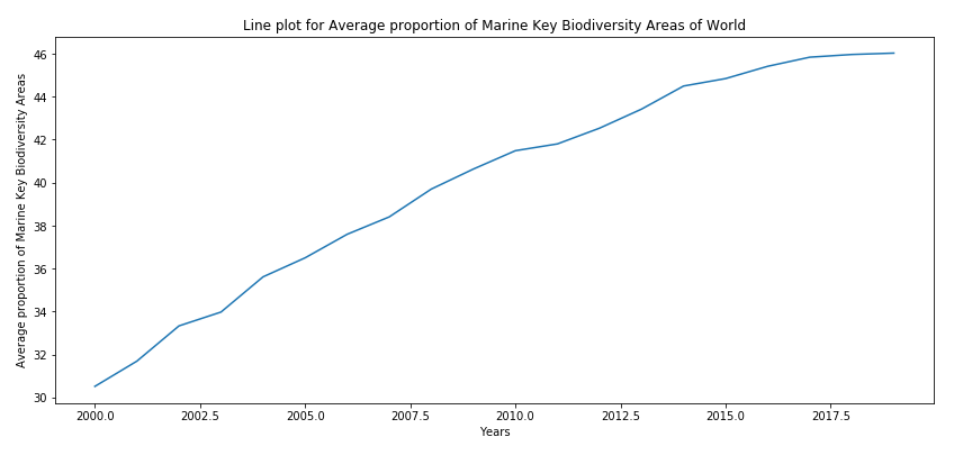 Line plot for Average proportion of Marine Key Biodiversity Areas of World
Average proportion of Marine Key Biodiversity Areas
46
44
42
40
38
36
34
32
30
2000.0 2002.5 2005.0 2007.5 2010.0 2012.5 2015.0 2017.5
Years